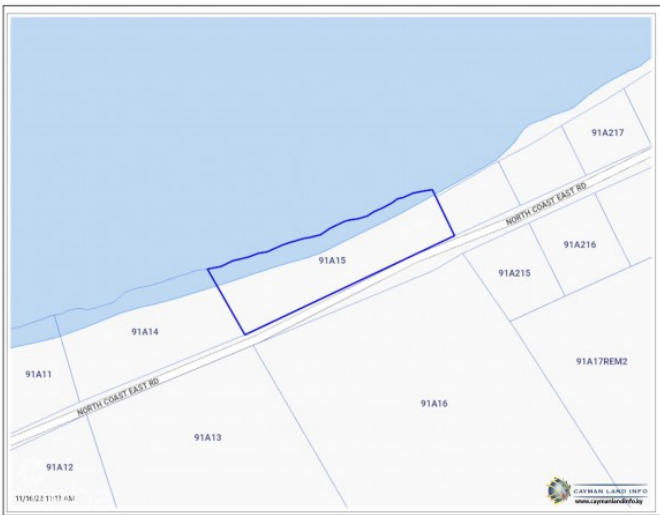 91A217
NORTH COAST EAST RD
91A216
91A15
91A215
91A14
91A11
91A17REM2
NORTH COAST EAST RD
91A16
91A13
91A12
CAYMAN LAND INFO
www.caymanlandinfo.ky